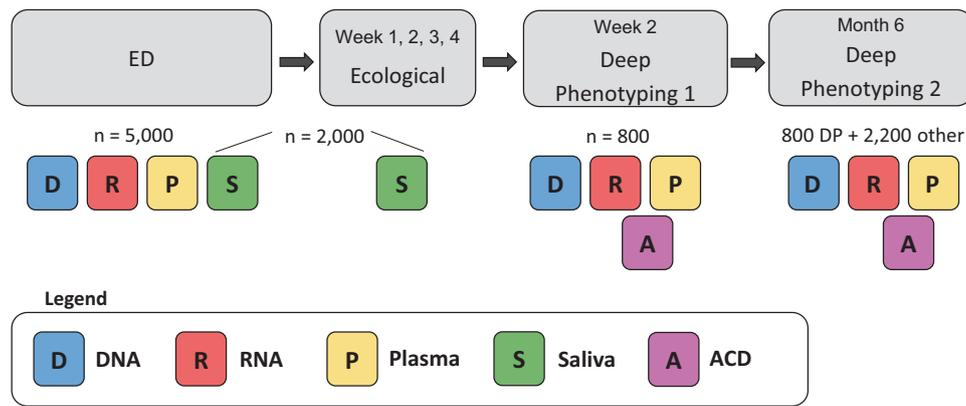 ED
Week 1, 2, 3, 4
Ecological
Week 2
Deep
Phenotyping 1
Month 6
Deep
Phenotyping 2
n = 5,000
n = 2,000
n = 800
800 DP + 2,200 other
D R P S
S
D R P
A
D R P
A
Legend
D DNA
R RNA
P Plasma
S Saliva
A ACD